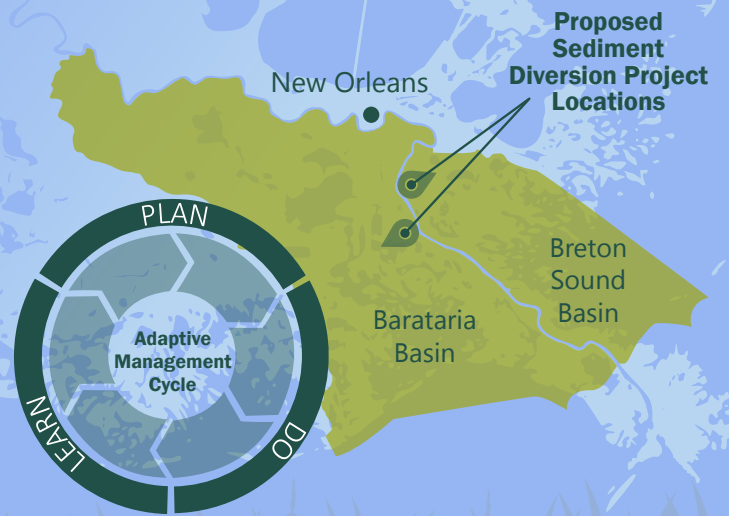 Proposed
Sediment
Diversion Project
Locations
New Orleans
Breton
Sound
Basin
Barataria
Basin
PLAN
Adaptive
Management
Cycle
LEARN
DO